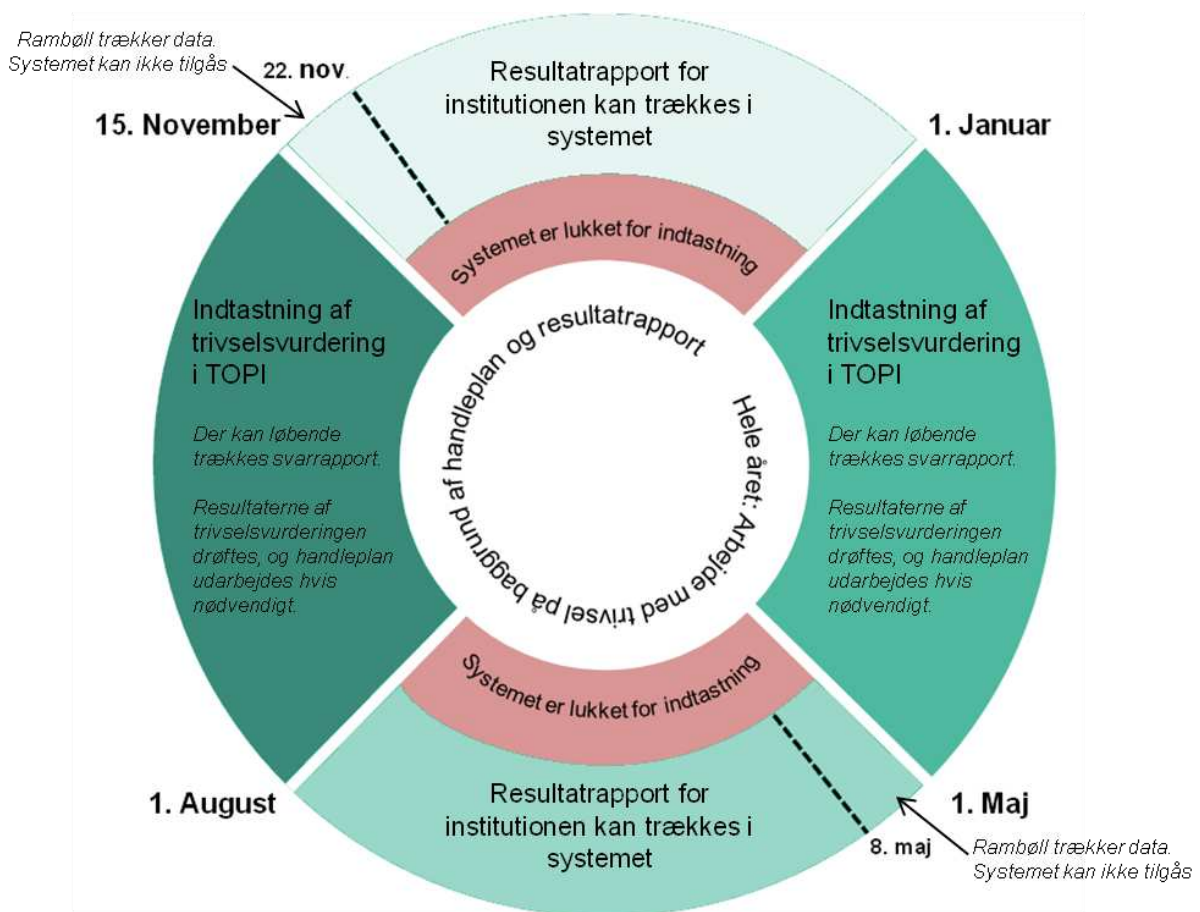 Rambøll trækker data.
Systemet kan ikke tilgås
22. nov.
15. November
Resultatrapport for
institutionen kan trækkes i
systemet
1. Januar
Systemet er lukket for indtastning
Indtastning af
trivselsvurdering
i TOPI
Der kan løbende
trækkes svarrapport.
Resultaterne af
trivselsvurderingen
drøftes, og handleplan
udarbejdes hvis
nødvendigt.
Hele året: Arbejde med trivsel på baggrund af handleplan og resultatrapport
Indtastning af
trivselsvurdering
i TOPI
Der kan løbende
trækkes svarrapport.
Resultaterne af
trivselsvurderingen
drøftes, og handleplan
udarbejdes hvis
nødvendigt.
Systemet er lukket for indtastning
1. August
Resultatrapport for
institutionen kan trækkes i
systemet
1. Maj
8. maj
Rambøll trækker data.
Systemet kan ikke tilgås